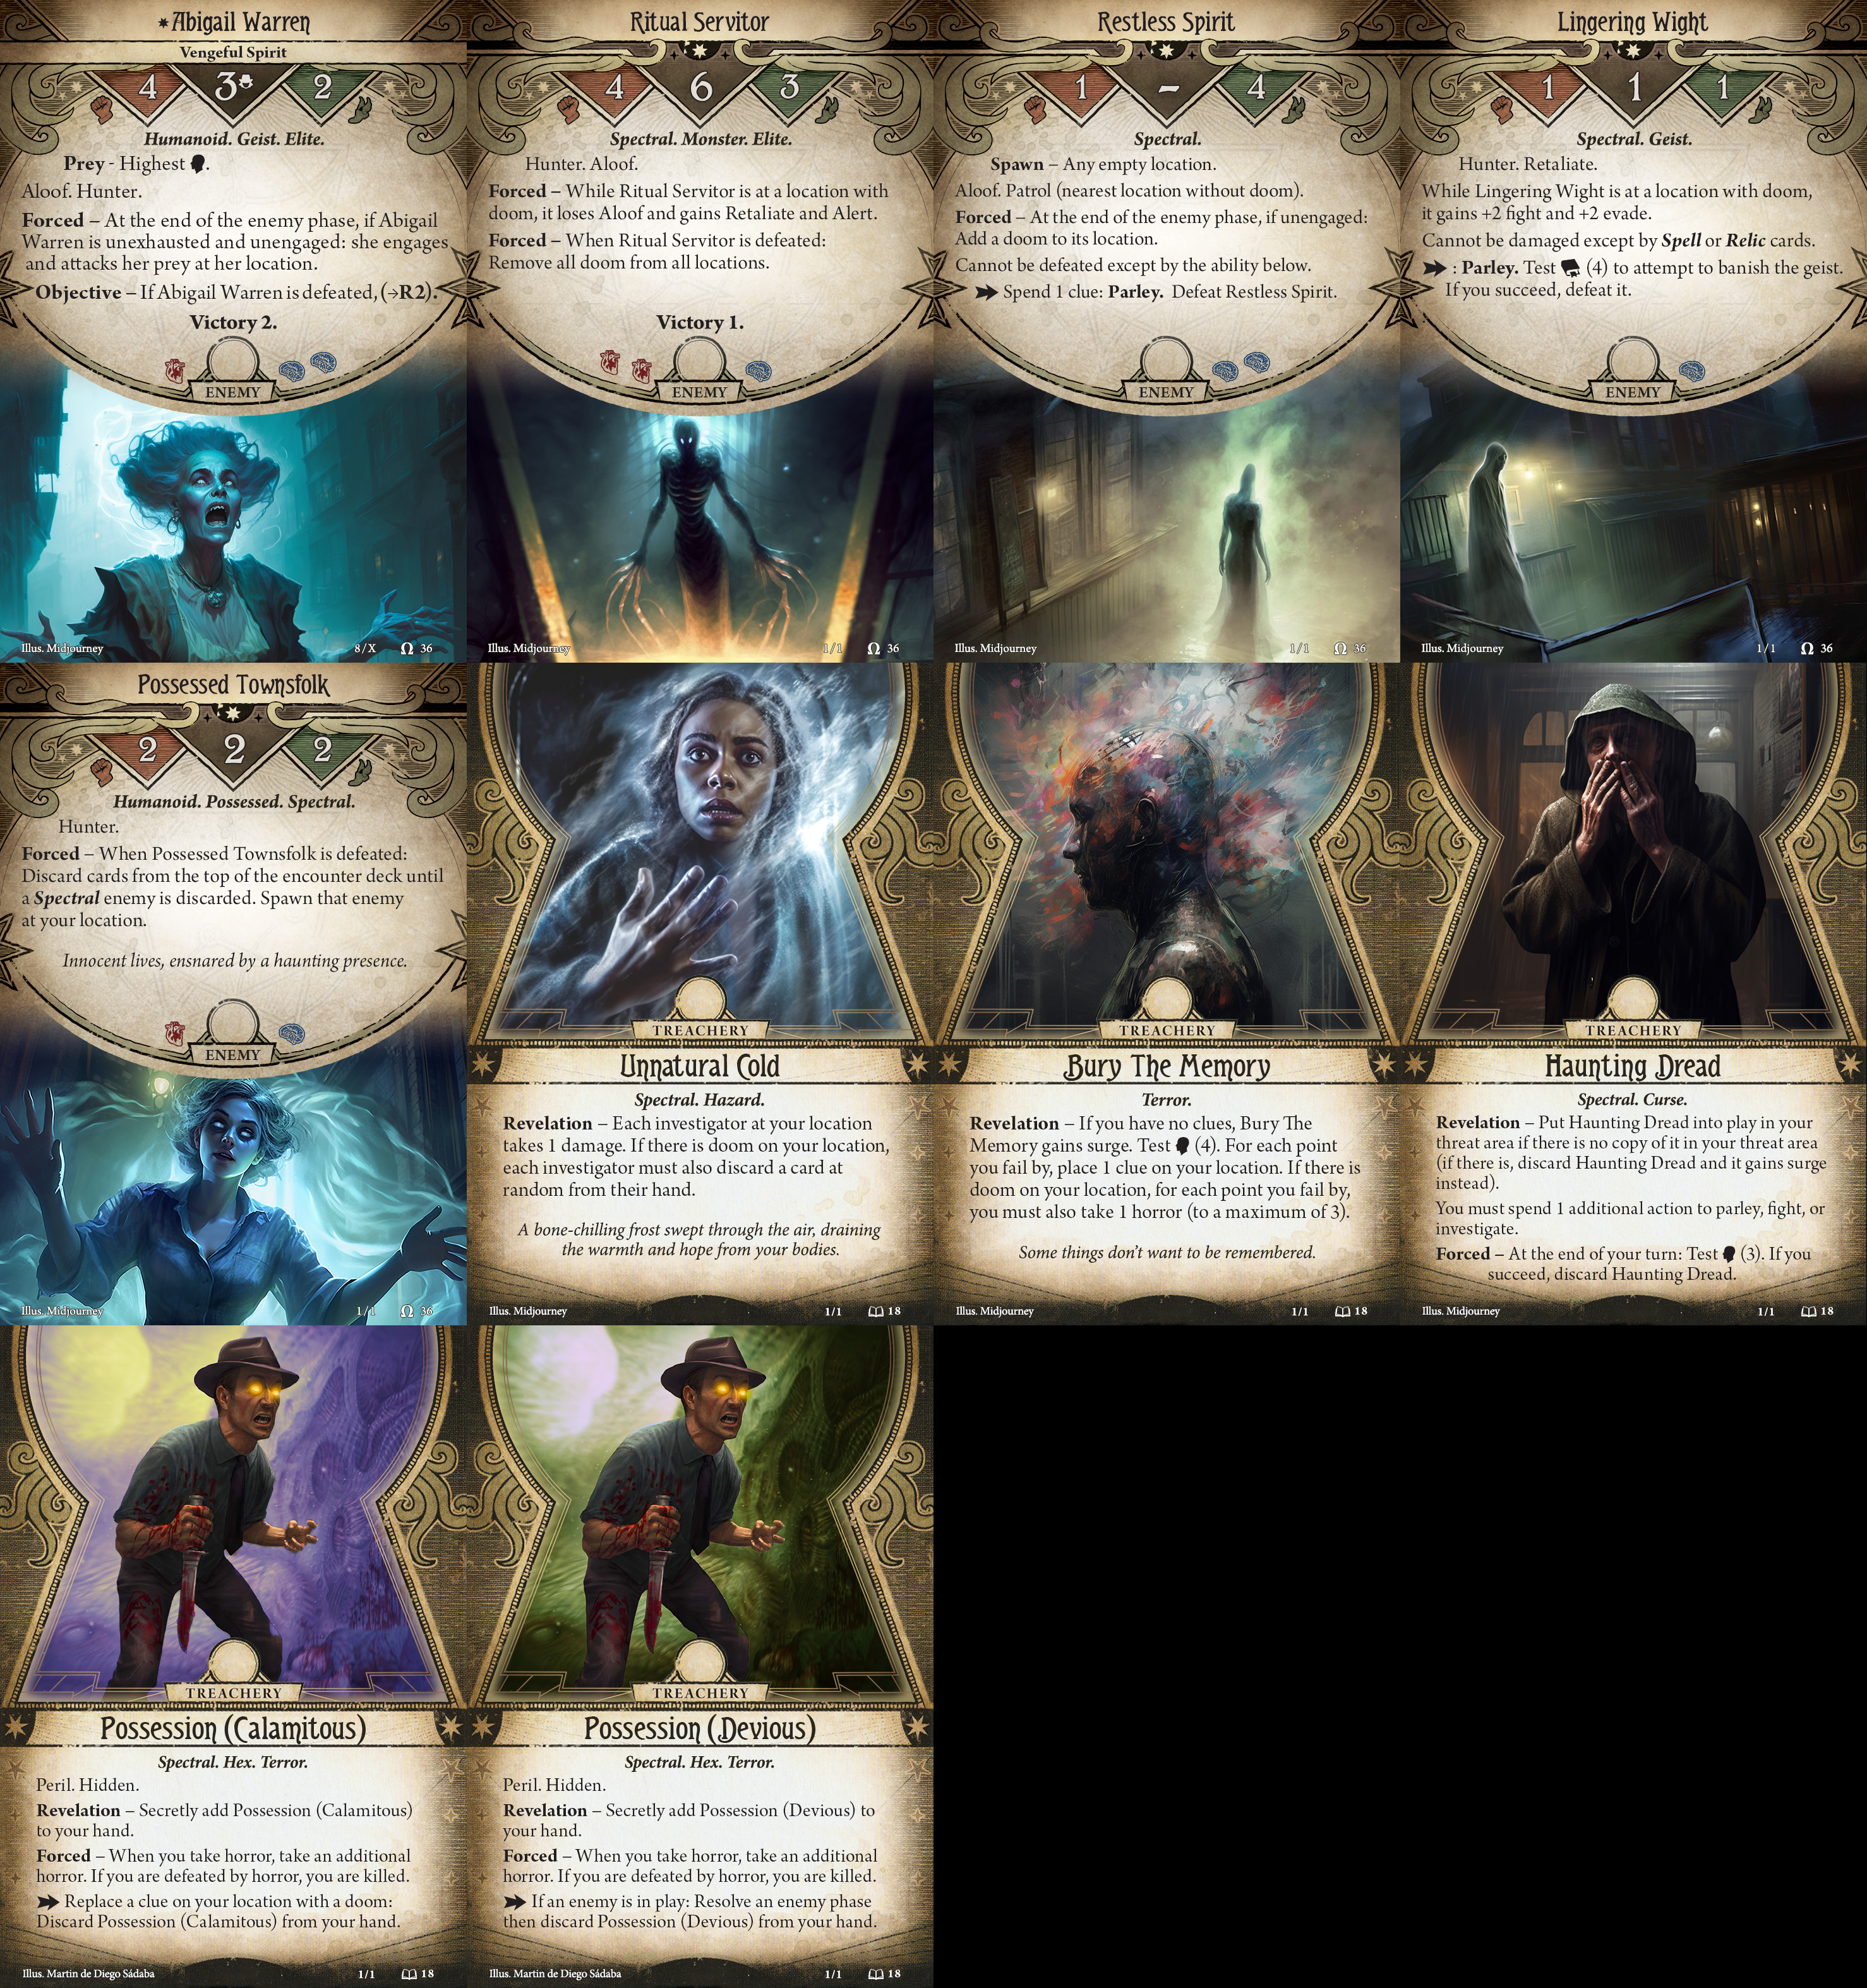 Abigail Warren
Vengeful Spirit
4 3 2
Humanoid. Geist. Elite.
Prey - Highest .
Aloof. Hunter.
Forced – At the end of the enemy phase, if Abigail
Warren is unexhausted and unengaged: she engages
and attacks her prey at her location.
Objective – If Abigail Warren is defeated, (→R2).
Victory 2.
ENEMY
Illus. Midjourney 8/X Ω 36
Ritual Servitor
4 6 3
Spectral. Monster. Elite.
Hunter. Aloof.
Forced – While Ritual Servitor is at a location with
doom, it loses Aloof and gains Retaliate and Alert.
Forced – When Ritual Servitor is defeated:
Remove all doom from all locations.
Victory 1.
ENEMY
Illus. Midjourney 1/1 Ω 36
Restless Spirit
1 – 4
Spectral.
Spawn – Any empty location.
Aloof. Patrol (nearest location without doom).
Forced – At the end of the enemy phase, if unengaged:
Add a doom to its location.
Cannot be defeated except by the ability below.
Spend 1 clue: Parley. Defeat Restless Spirit.
ENEMY
Illus. Midjourney 1/1 Ω 36
Lingering Wight
1 1 1
Spectral. Geist.
Hunter. Retaliate.
While Lingering Wight is at a location with doom,
it gains +2 fight and +2 evade.
Cannot be damaged except by Spell or Relic cards.
: Parley. Test (4) to attempt to banish the geist.
If you succeed, defeat it.
ENEMY
Illus. Midjourney 1/1 Ω 36
Possessed Townsfolk
2 2 2
Humanoid. Possessed. Spectral.
Hunter.
Forced – When Possessed Townsfolk is defeated:
Discard cards from the top of the encounter deck until
a Spectral enemy is discarded. Spawn that enemy
at your location.
Innocent lives, ensnared by a haunting presence.
ENEMY
Illus. Midjourney 1/1 Ω 36
TREACHERY
Unnatural Cold
Spectral. Hazard.
Revelation – Each investigator at your location
takes 1 damage. If there is doom on your location,
each investigator must also discard a card at
random from their hand.
A bone-chilling frost swept through the air, draining
the warmth and hope from your bodies.
Illus. Midjourney 1/1 18
TREACHERY
Bury The Memory
Terror.
Revelation – If you have no clues, Bury The
Memory gains surge. Test (4). For each point
you fail by, place 1 clue on your location. If there is
doom on your location, for each point you fail by,
you must also take 1 horror (to a maximum of 3).
Some things don't want to be remembered.
Illus. Midjourney 1/1 18
TREACHERY
Haunting Dread
Spectral. Curse.
Revelation – Put Haunting Dread into play in your
threat area if there is no copy of it in your threat area
(if there is, discard Haunting Dread and it gains surge
instead).
You must spend 1 additional action to parley, fight, or
investigate.
Forced – At the end of your turn: Test (3). If you
succeed, discard Haunting Dread.
Illus. Midjourney 1/1 18
TREACHERY
Possession (Calamitous)
Spectral. Hex. Terror.
Peril. Hidden.
Revelation – Secretly add Possession (Calamitous)
to your hand.
Forced – When you take horror, take an additional
horror. If you are defeated by horror, you are killed.
Replace a clue on your location with a doom:
Discard Possession (Calamitous) from your hand.
Illus. Martin de Diego Sádaba 1/1 18
TREACHERY
Possession (Devious)
Spectral. Hex. Terror.
Peril. Hidden.
Revelation – Secretly add Possession (Devious) to
your hand.
Forced – When you take horror, take an additional
horror. If you are defeated by horror, you are killed.
If an enemy is in play: Resolve an enemy phase
then discard Possession (Devious) from your hand.
Illus. Martin de Diego Sádaba 1/1 18